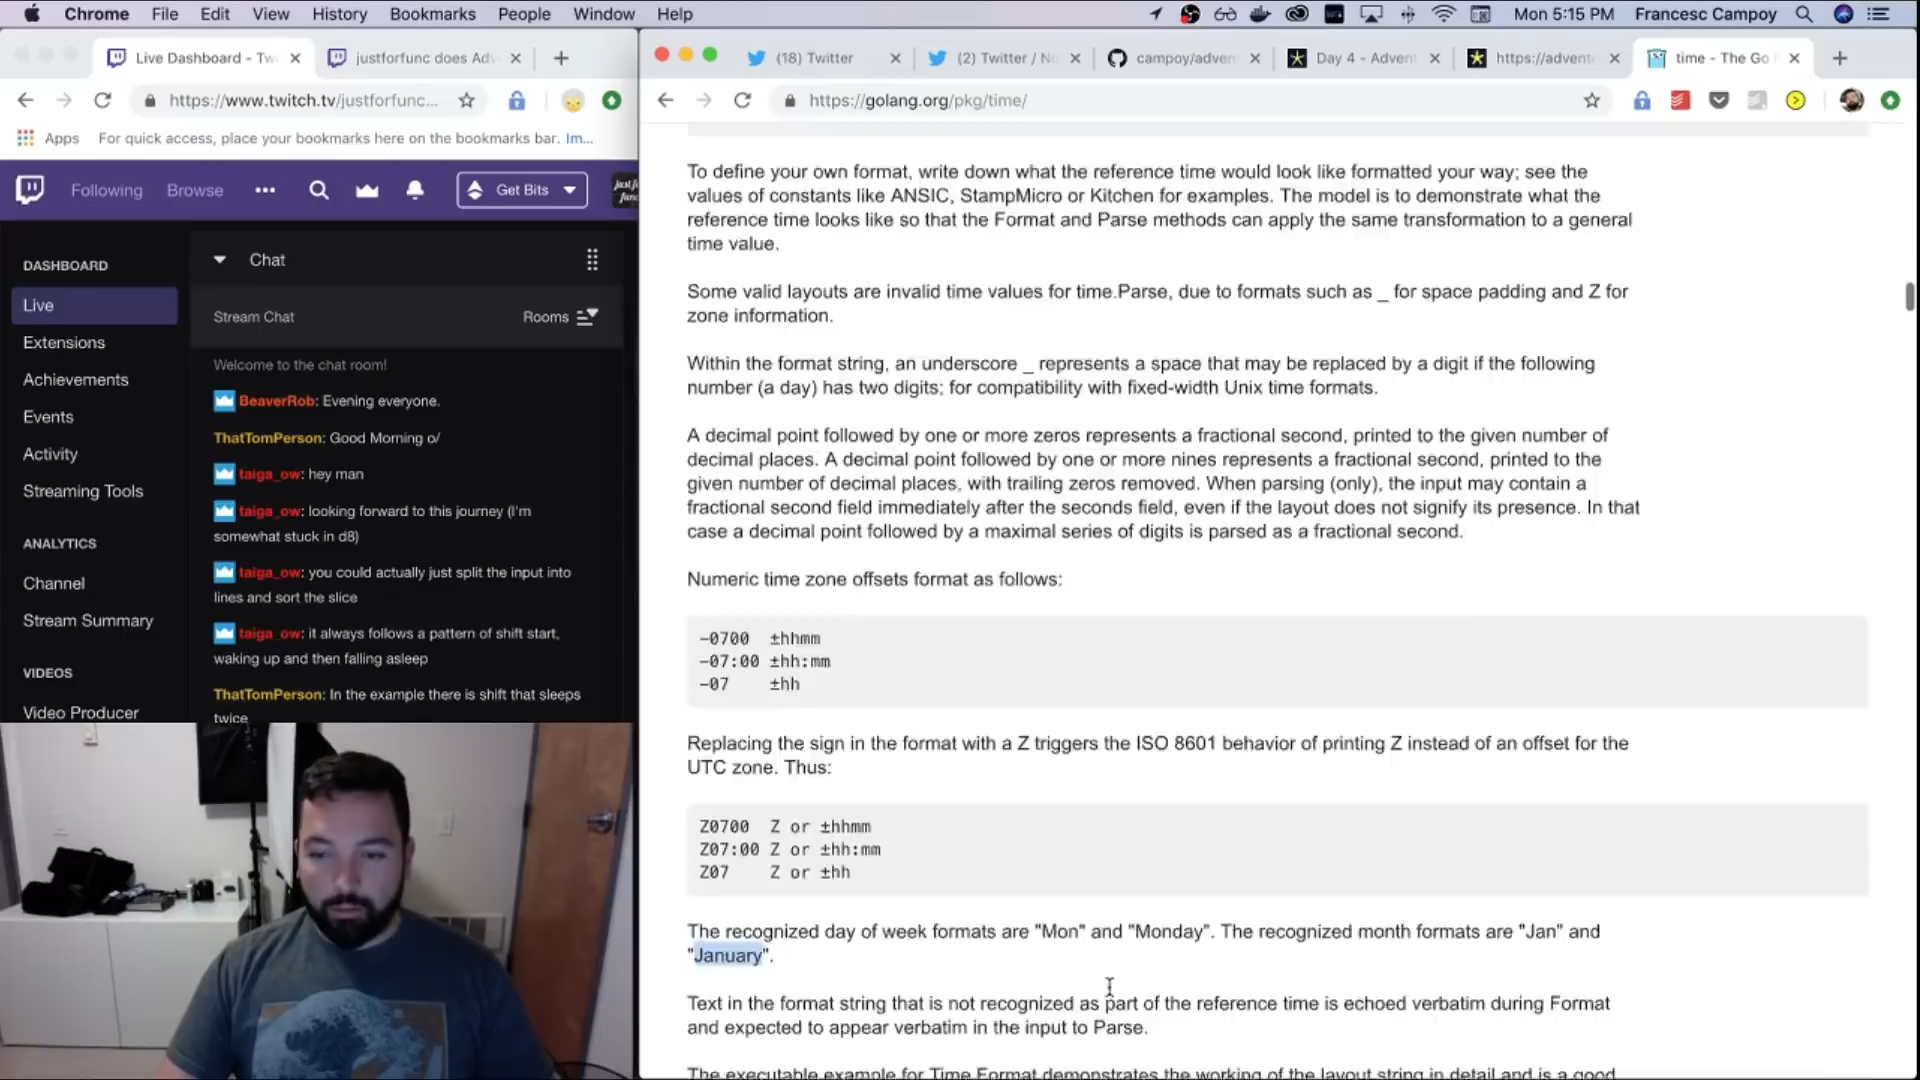 Chrome File Edit View History Bookmarks People Window Help Mon 5:15 PM Francesc Campoy
Live Dashboard - Tw
justforfunc does Adv
https://www.twitch.tv/justforfunc...
Apps For quick access, place your bookmarks here on the bookmarks bar. Im...
Following Browse ••• Get Bits
DASHBOARD
Live
Extensions
Achievements
Events
Activity
Streaming Tools
ANALYTICS
Channel
Stream Summary
VIDEOS
Video Producer
Chat
Stream Chat Rooms
Welcome to the chat room!
BeaverRob: Evening everyone.
ThatTomPerson: Good Morning o/
taiga_ow: hey man
taiga_ow: looking forward to this journey (I'm
somewhat stuck in d8)
taiga_ow: you could actually just split the input into
lines and sort the slice
taiga_ow: it always follows a pattern of shift start,
waking up and then falling asleep
ThatTomPerson: In the example there is shift that sleeps
twice
(18) Twitter
(2) Twitter / No
campoy/adven
Day 4 - Advent
https://advent
time - The Go
https://golang.org/pkg/time/
To define your own format, write down what the reference time would look like formatted your way; see the
values of constants like ANSIC, StampMicro or Kitchen for examples. The model is to demonstrate what the
reference time looks like so that the Format and Parse methods can apply the same transformation to a general
time value.
Some valid layouts are invalid time values for time.Parse, due to formats such as _ for space padding and Z for
zone information.
Within the format string, an underscore _ represents a space that may be replaced by a digit if the following
number (a day) has two digits; for compatibility with fixed-width Unix time formats.
A decimal point followed by one or more zeros represents a fractional second, printed to the given number of
decimal places. A decimal point followed by one or more nines represents a fractional second, printed to the
given number of decimal places, with trailing zeros removed. When parsing (only), the input may contain a
fractional second field immediately after the seconds field, even if the layout does not signify its presence. In that
case a decimal point followed by a maximal series of digits is parsed as a fractional second.
Numeric time zone offsets format as follows:
-0700 ±hhmm
-07:00 ±hh:mm
-07 ±hh
Replacing the sign in the format with a Z triggers the ISO 8601 behavior of printing Z instead of an offset for the
UTC zone. Thus:
Z0700 Z or ±hhmm
Z07:00 Z or ±hh:mm
Z07 Z or ±hh
The recognized day of week formats are "Mon" and "Monday". The recognized month formats are "Jan" and
"January".
Text in the format string that is not recognized as part of the reference time is echoed verbatim during Format
and expected to appear verbatim in the input to Parse.
The executable example for Time.Format demonstrates the working of the layout string in detail and is a good